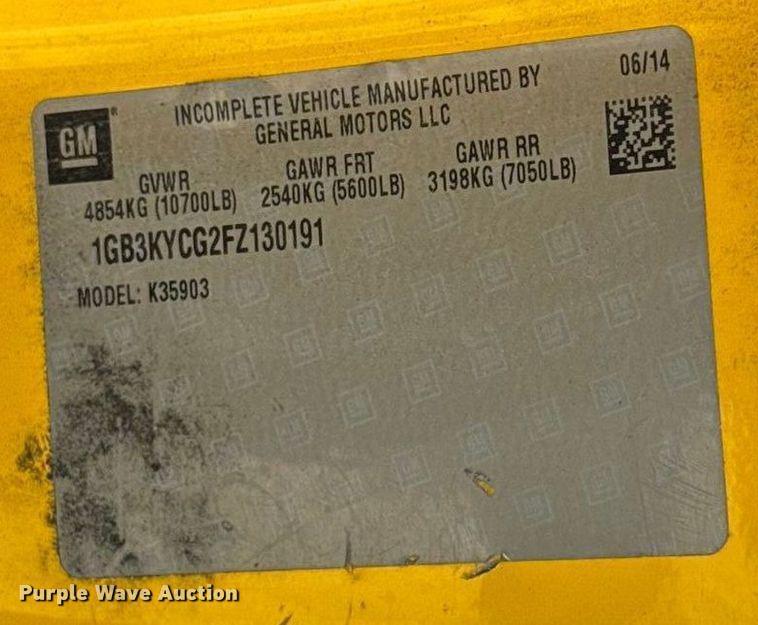 06/14
GM ®
INCOMPLETE VEHICLE MANUFACTURED BY
GENERAL MOTORS LLC
GVWR GAWR FRT GAWR RR
4854KG (10700LB) 2540KG (5600LB) 3198KG (7050LB)
1GB3KYCG2FZ130191
MODEL: K35903
Purple Wave Auction